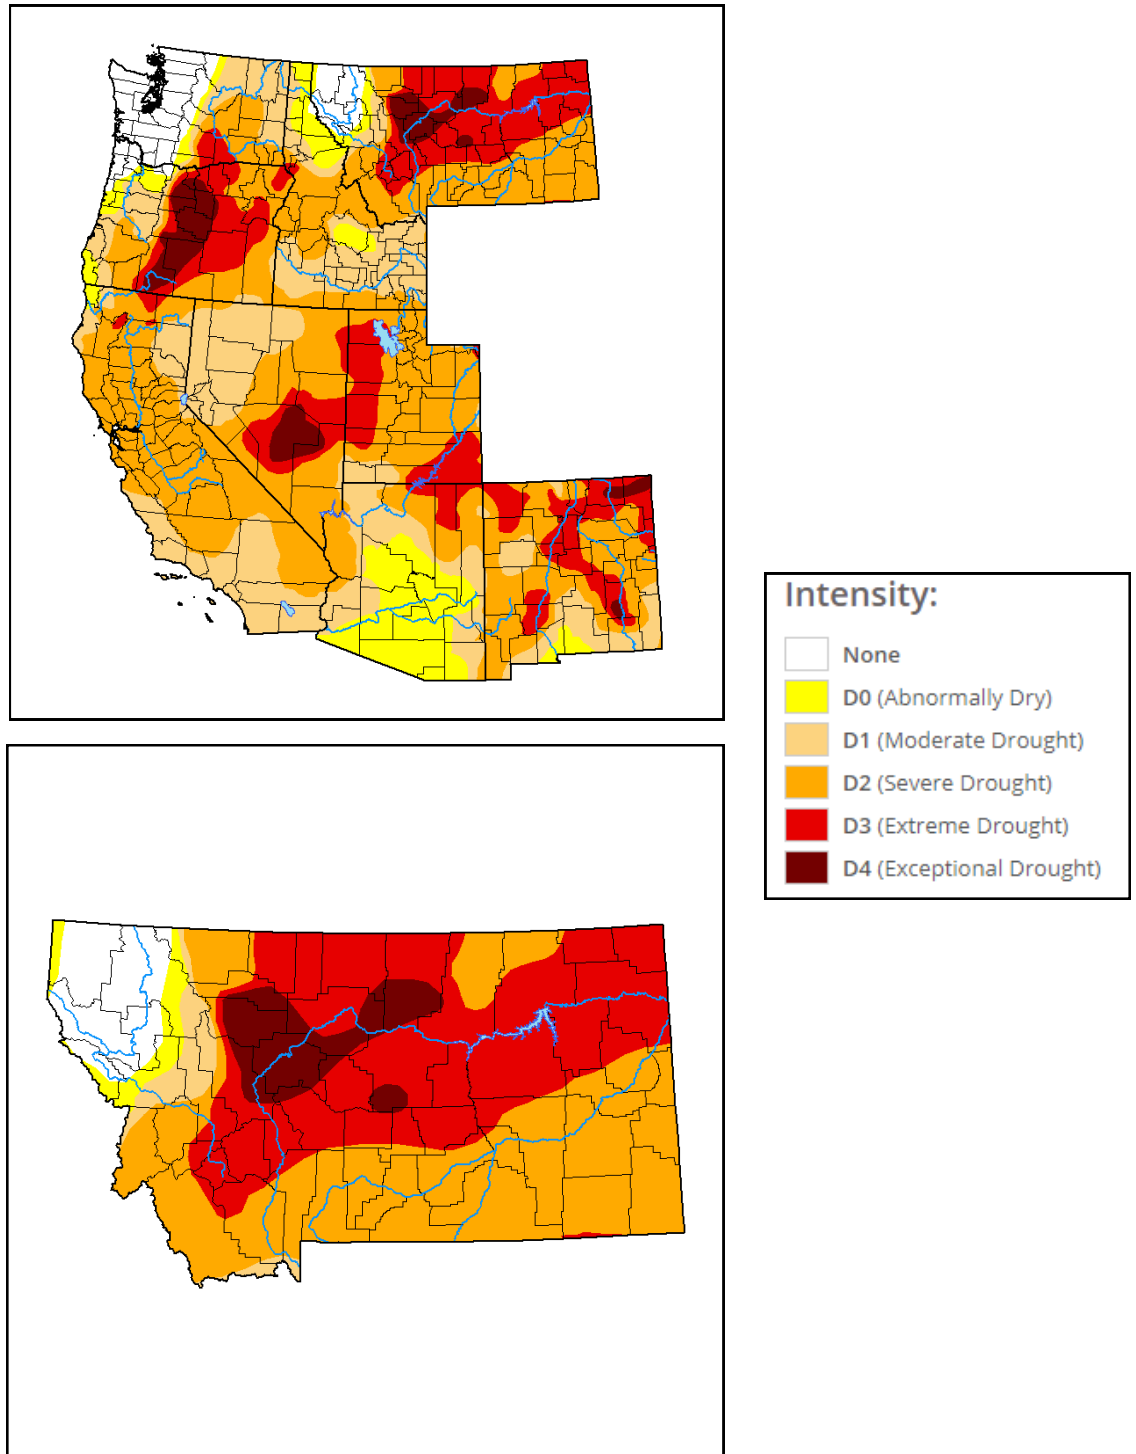 Intensity:
None
D0 (Abnormally Dry)
D1 (Moderate Drought)
D2 (Severe Drought)
D3 (Extreme Drought)
D4 (Exceptional Drought)